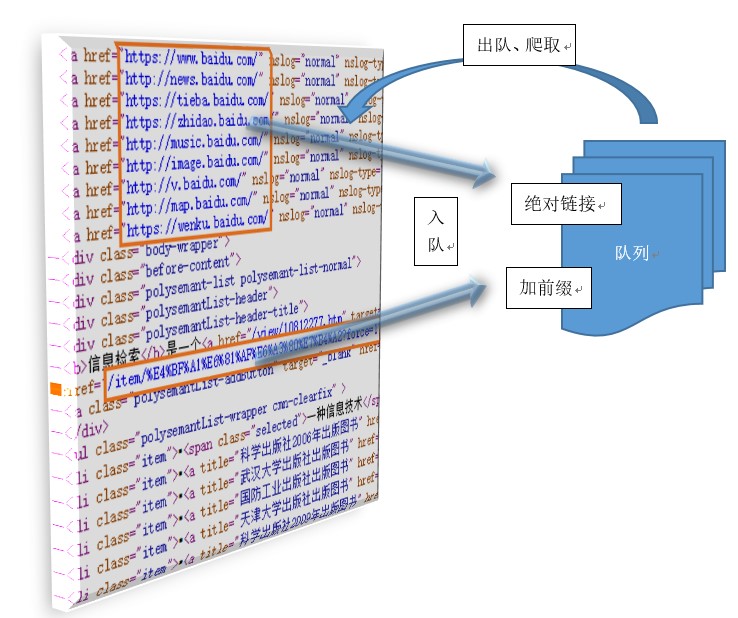 出队、爬取
<a href="https://www.baidu.com/" nslog="normal" nslog-ty
<a href="http://news.baidu.com/" nslog="normal" nslog-ty
<a href="https://tieba.baidu.com/ nslog="normal" nslog
<a href="https://zhidao.baidu.com/" nslog="normal" nslog
<a href="http://music.baidu.com/" nslog="normal" nslog
<a href="http://image.baidu.com/" nslog="normal" nslog-typ
<a href="http://v.baidu.com/" nslog="normal" nslog-type=
<a href="http://map.baidu.com/" nslog="normal" nslog-typ
<a href="https://wenku.baidu.com/ nslog="normal" nslog
绝对链接
入
队
队列
加前缀
<div class="body-wrapper">
<div class="before-content">
<div class="polysemant-list polysemant-list-normal">
<div class="polysemantList-header">
<div class="polysemantList-header-title">
b>信息检索</b>是一个<a href="/view/10812277.htm" target
href="/item/%E4%BF%A1%E6%81%AF%E6%A3%80%E7%B4%A2?force=1
a class="polysemantList-addButton" target="_blank" href
</div>
<ul class="polysemantList-wrapper cmn-clearfix" >
<li class="item">▪<span class="selected">一种信息技术</sp
<li class="item">▪<a title="科学出版社2006年出版图书" href=
<li class="item">▪<a title="武汉大学出版社出版图书" href=
<li class="item">▪<a title="国防工业出版社出版图书" href=
<li class="item">▪<a title="天津大学出版社出版图书" href=
<li class="item">▪<a title="科学出版社2009年出版图书"